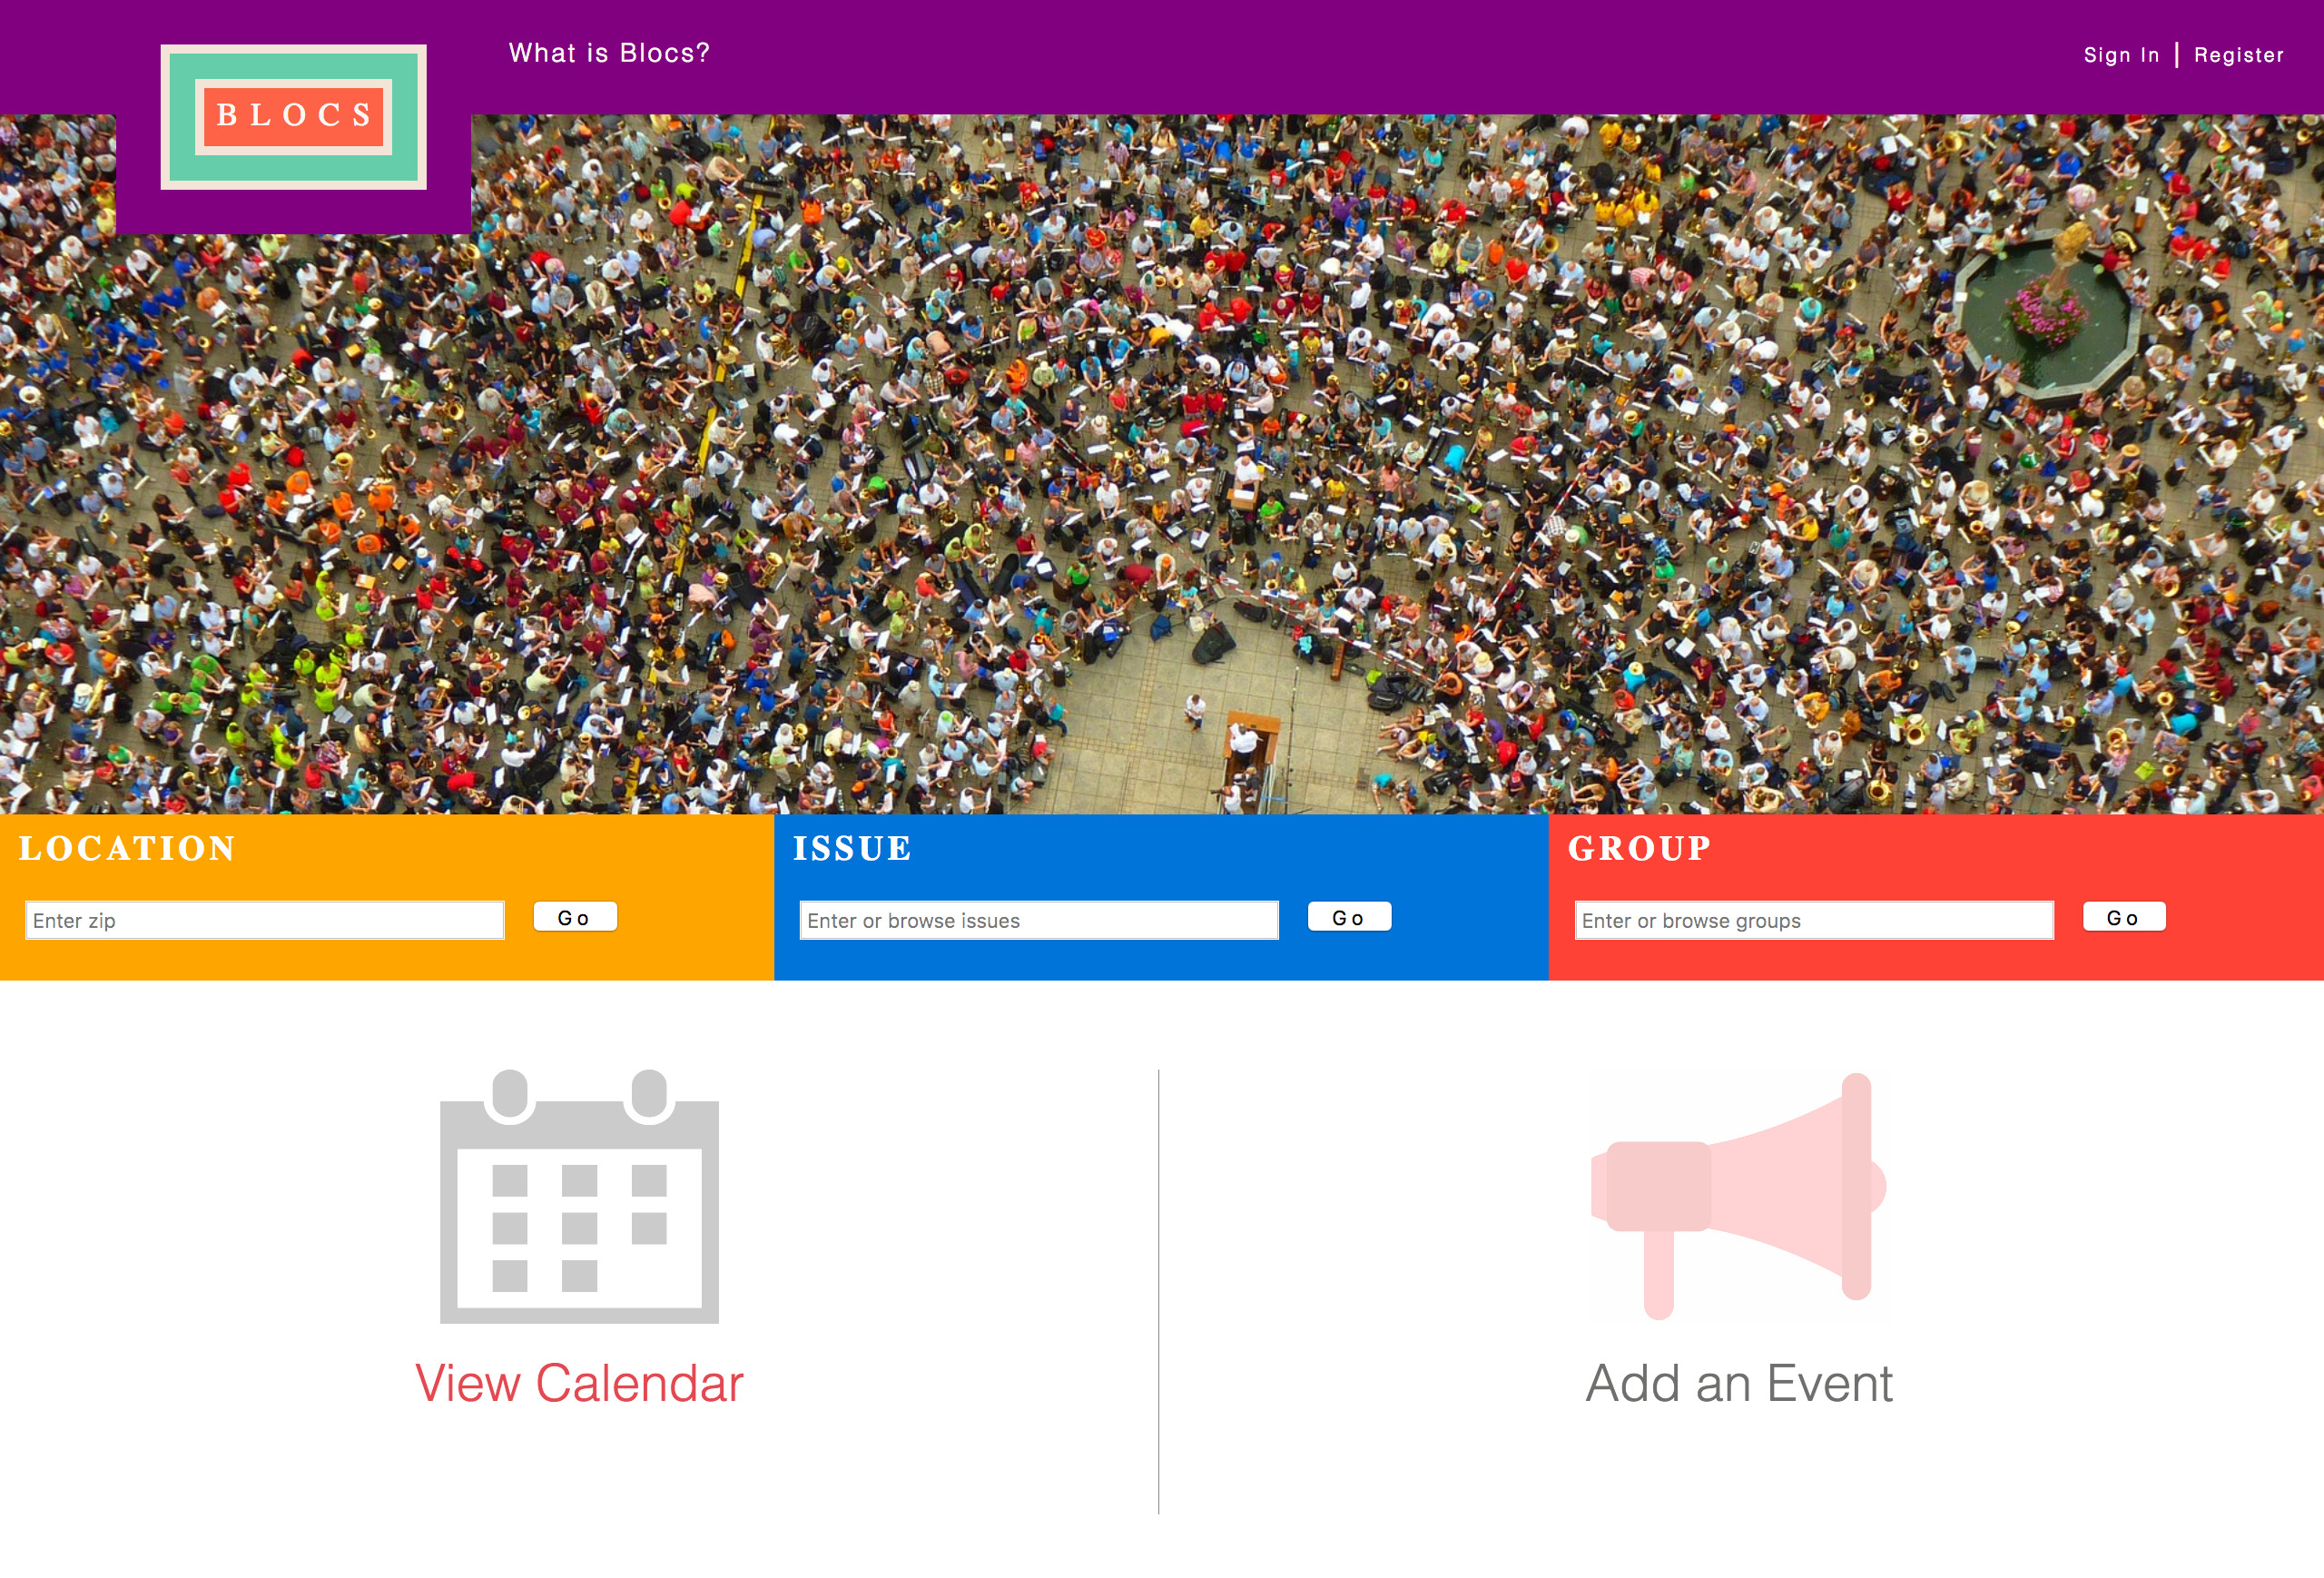 What is Blocs?
Sign In | Register
BLOCS
LOCATION
Enter zip
Go
ISSUE
Enter or browse issues
Go
GROUP
Enter or browse groups
Go
View Calendar
Add an Event